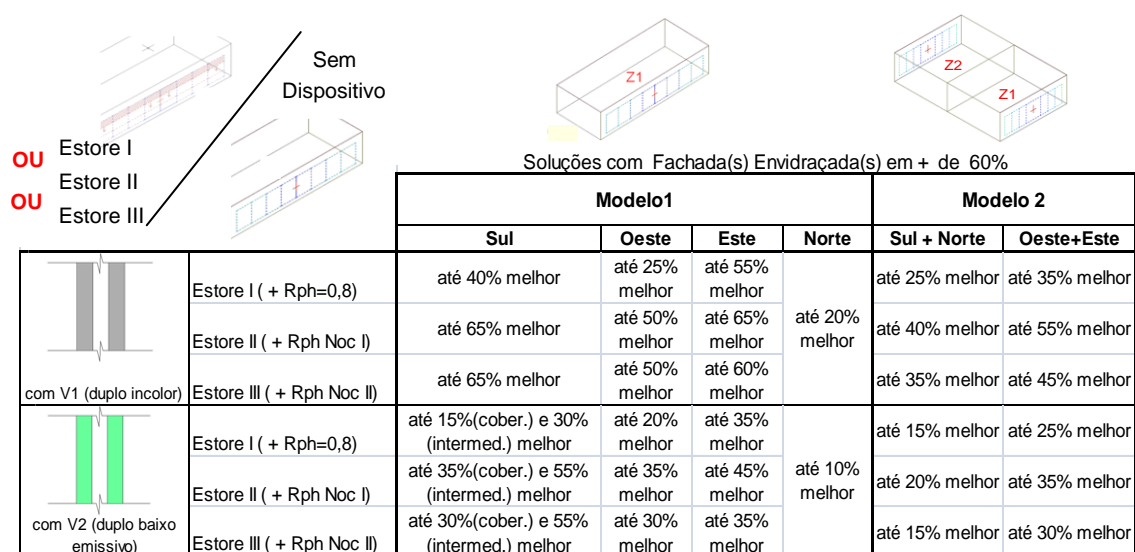 Sem
Dispositivo
OU Estore I
Estore II
OU
Estore III
Z1
Z2
Z1
Soluções com Fachada(s) Envidraçada(s) em + de 60%
Modelo1 Modelo 2
Sul Oeste Este Norte Sul + Norte Oeste+Este
com V1 (duplo incolor)
Estore I ( + Rph=0,8) até 40% melhor até 25% melhor até 55% melhor até 20% melhor até 25% melhor até 35% melhor
Estore II ( + Rph Noc I) até 65% melhor até 50% melhor até 65% melhor até 40% melhor até 55% melhor
Estore III ( + Rph Noc II) até 65% melhor até 50% melhor até 60% melhor até 35% melhor até 45% melhor
com V2 (duplo baixo
emissivo)
Estore I ( + Rph=0,8) até 15%(cober.) e 30% (intermed.) melhor até 20% melhor até 35% melhor até 10% melhor até 15% melhor até 25% melhor
Estore II ( + Rph Noc I) até 35%(cober.) e 55% (intermed.) melhor até 35% melhor até 45% melhor até 20% melhor até 35% melhor
Estore III ( + Rph Noc II) até 30%(cober.) e 55% (intermed.) melhor até 30% melhor até 35% melhor até 15% melhor até 30% melhor